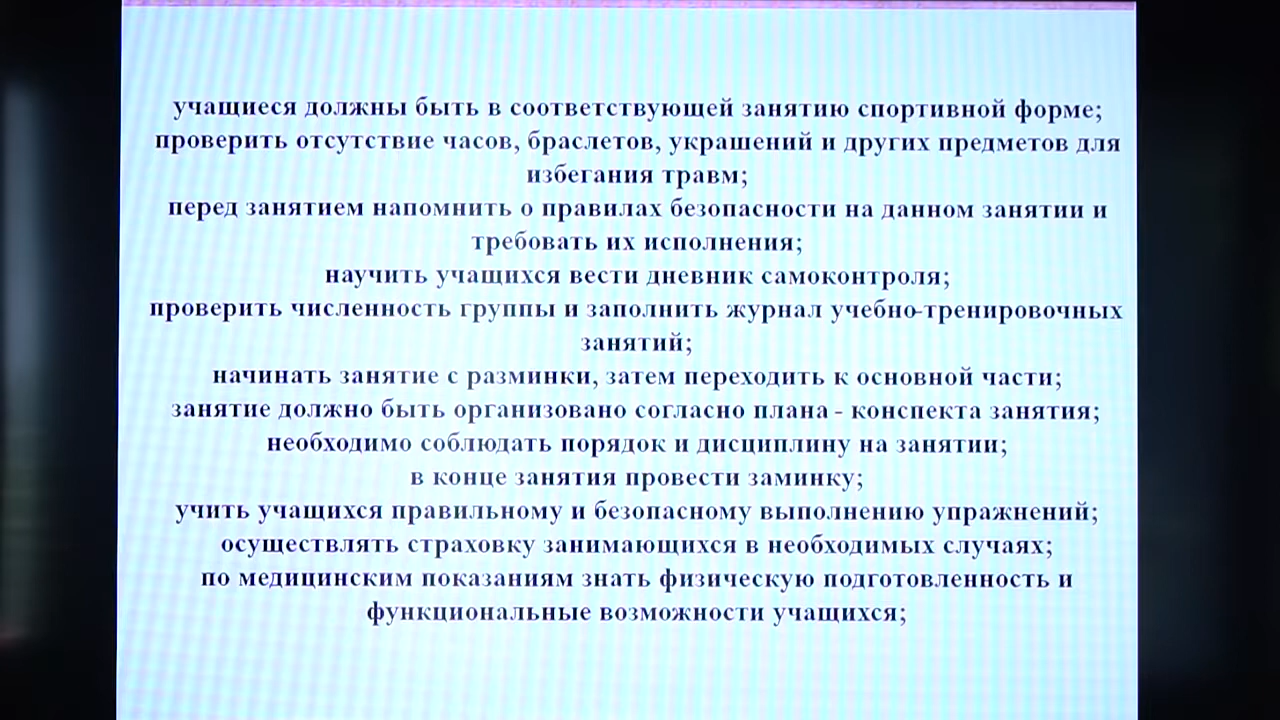 учащиеся должны быть в соответствующей занятию спортивной форме;
проверить отсутствие часов, браслетов, украшений и других предметов для
избегания травм;
перед занятием напомнить о правилах безопасности на данном занятии и
требовать их исполнения;
научить учащихся вести дневник самоконтроля;
проверить численность группы и заполнить журнал учебно-тренировочных
занятий;
начинать занятие с разминки, затем переходить к основной части;
занятие должно быть организовано согласно плана - конспекта занятия;
необходимо соблюдать порядок и дисциплину на занятии;
в конце занятия провести заминку;
учить учащихся правильному и безопасному выполнению упражнений;
осуществлять страховку занимающихся в необходимых случаях;
по медицинским показаниям знать физическую подготовленность и
функциональные возможности учащихся;